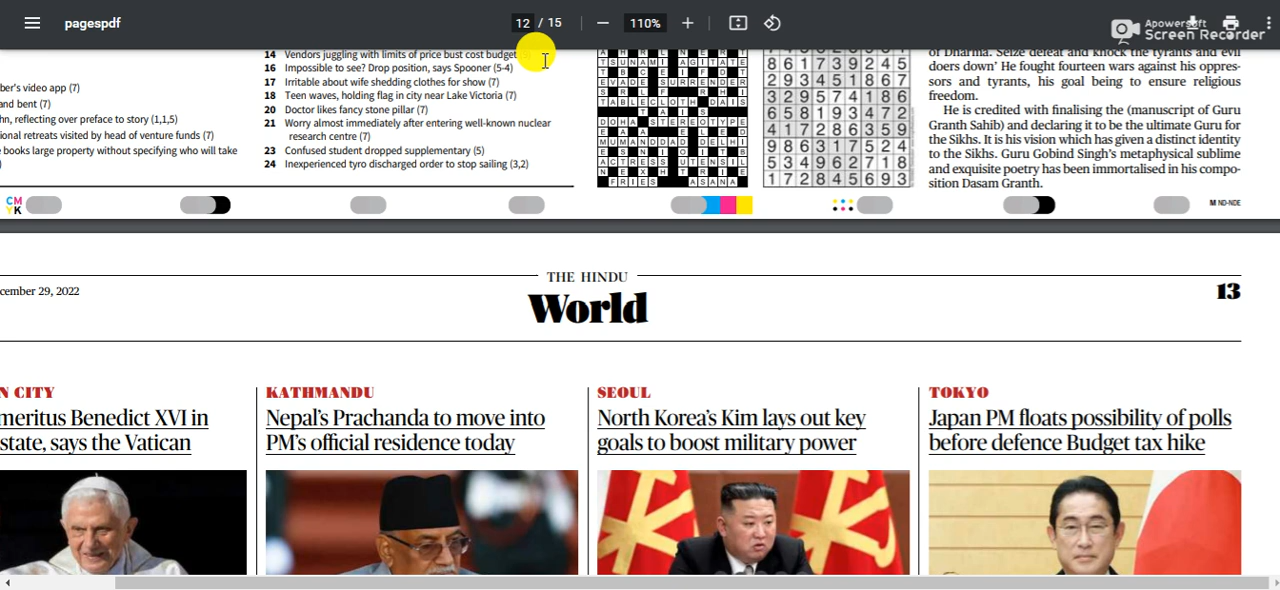 pagespdf
12 / 15
110%
Apowersoft
Screen Recorder
ber's video app (7)
and bent (7)
hn, reflecting over preface to story (1,1,5)
ional retreats visited by head of venture funds (7)
e books large property without specifying who will take
)
14 Vendors juggling with limits of price bust cost budget
16 Impossible to see? Drop position, says Spooner (5-4)
17 Irritable about wife shedding clothes for show (7)
18 Teen waves, holding flag in city near Lake Victoria (7)
20 Doctor likes fancy stone pillar (7)
21 Worry almost immediately after entering well-known nuclear
research centre (7)
23 Confused student dropped supplementary (5)
24 Inexperienced tyro discharged order to stop sailing (3,2)
TSUNAMI AGITATE
EVADE SURRENDER
TABLECLOTH DAIS
DOHA STEREOTYPE
MUMANDDAD DELHI
ACTRESS UTENSIL
FRIES ASANA
8 6 1 7 3 9 2 4 5
2 9 3 4 5 1 8 6 7
3 2 9 5 7 4 1 8 6
6 5 8 1 9 3 4 7 2
4 1 7 2 8 6 3 5 9
9 8 6 3 1 7 5 2 4
5 3 4 9 6 2 7 1 8
1 7 2 8 4 5 6 9 3
of Dharma. Seize defeat and knock the tyrants and evil
doers down' He fought fourteen wars against his oppres-
sors and tyrants, his goal being to ensure religious
freedom.
He is credited with finalising the (manuscript of Guru
Granth Sahib) and declaring it to be the ultimate Guru for
the Sikhs. It is his vision which has given a distinct identity
to the Sikhs. Guru Gobind Singh's metaphysical sublime
and exquisite poetry has been immortalised in his compo-
sition Dasam Granth.
CM
YK
M ND-NDE
cember 29, 2022
THE HINDU
World
13
N CITY
meritus Benedict XVI in
state, says the Vatican
KATHMANDU
Nepal's Prachanda to move into
PM's official residence today
SEOUL
North Korea's Kim lays out key
goals to boost military power
TOKYO
Japan PM floats possibility of polls
before defence Budget tax hike